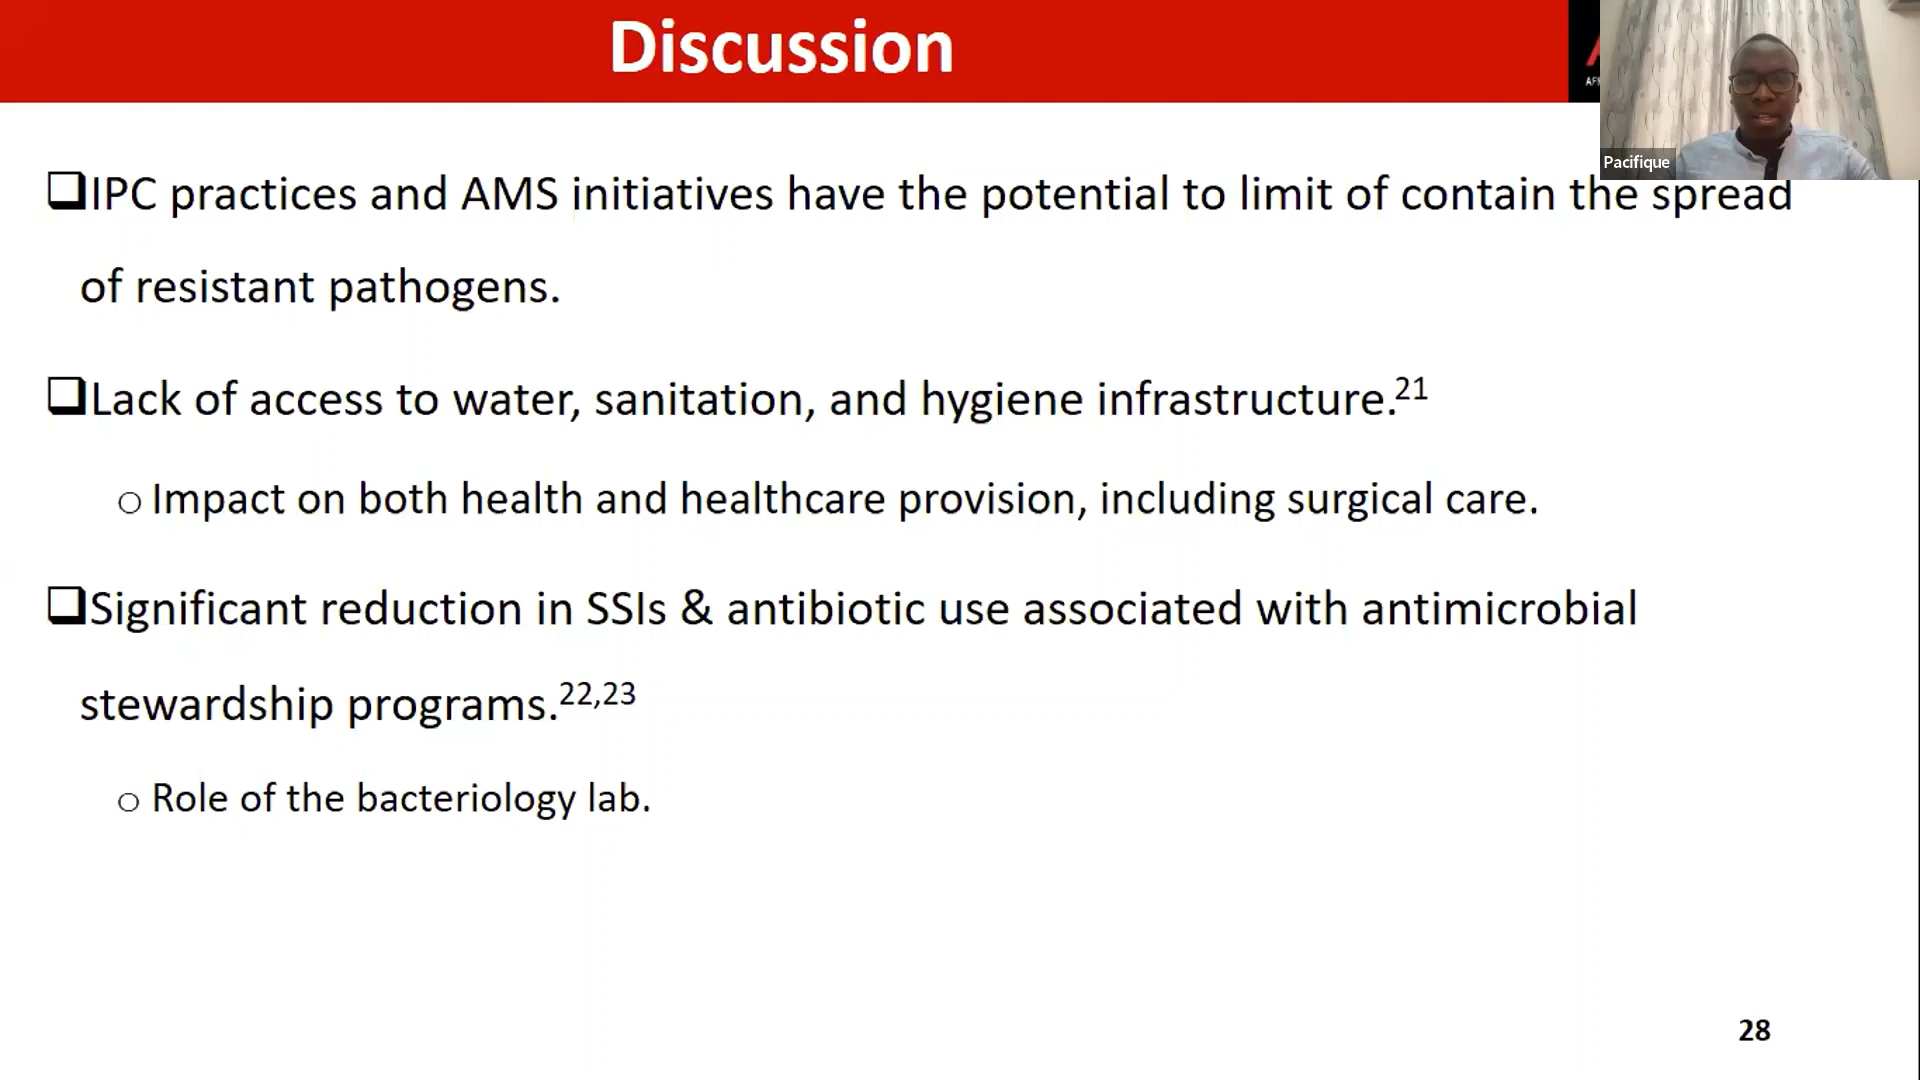 Discussion
Pacifique
❑IPC practices and AMS initiatives have the potential to limit of contain the spread
of resistant pathogens.
❑Lack of access to water, sanitation, and hygiene infrastructure.21
o Impact on both health and healthcare provision, including surgical care.
❑Significant reduction in SSIs & antibiotic use associated with antimicrobial
stewardship programs.22,23
o Role of the bacteriology lab.
28